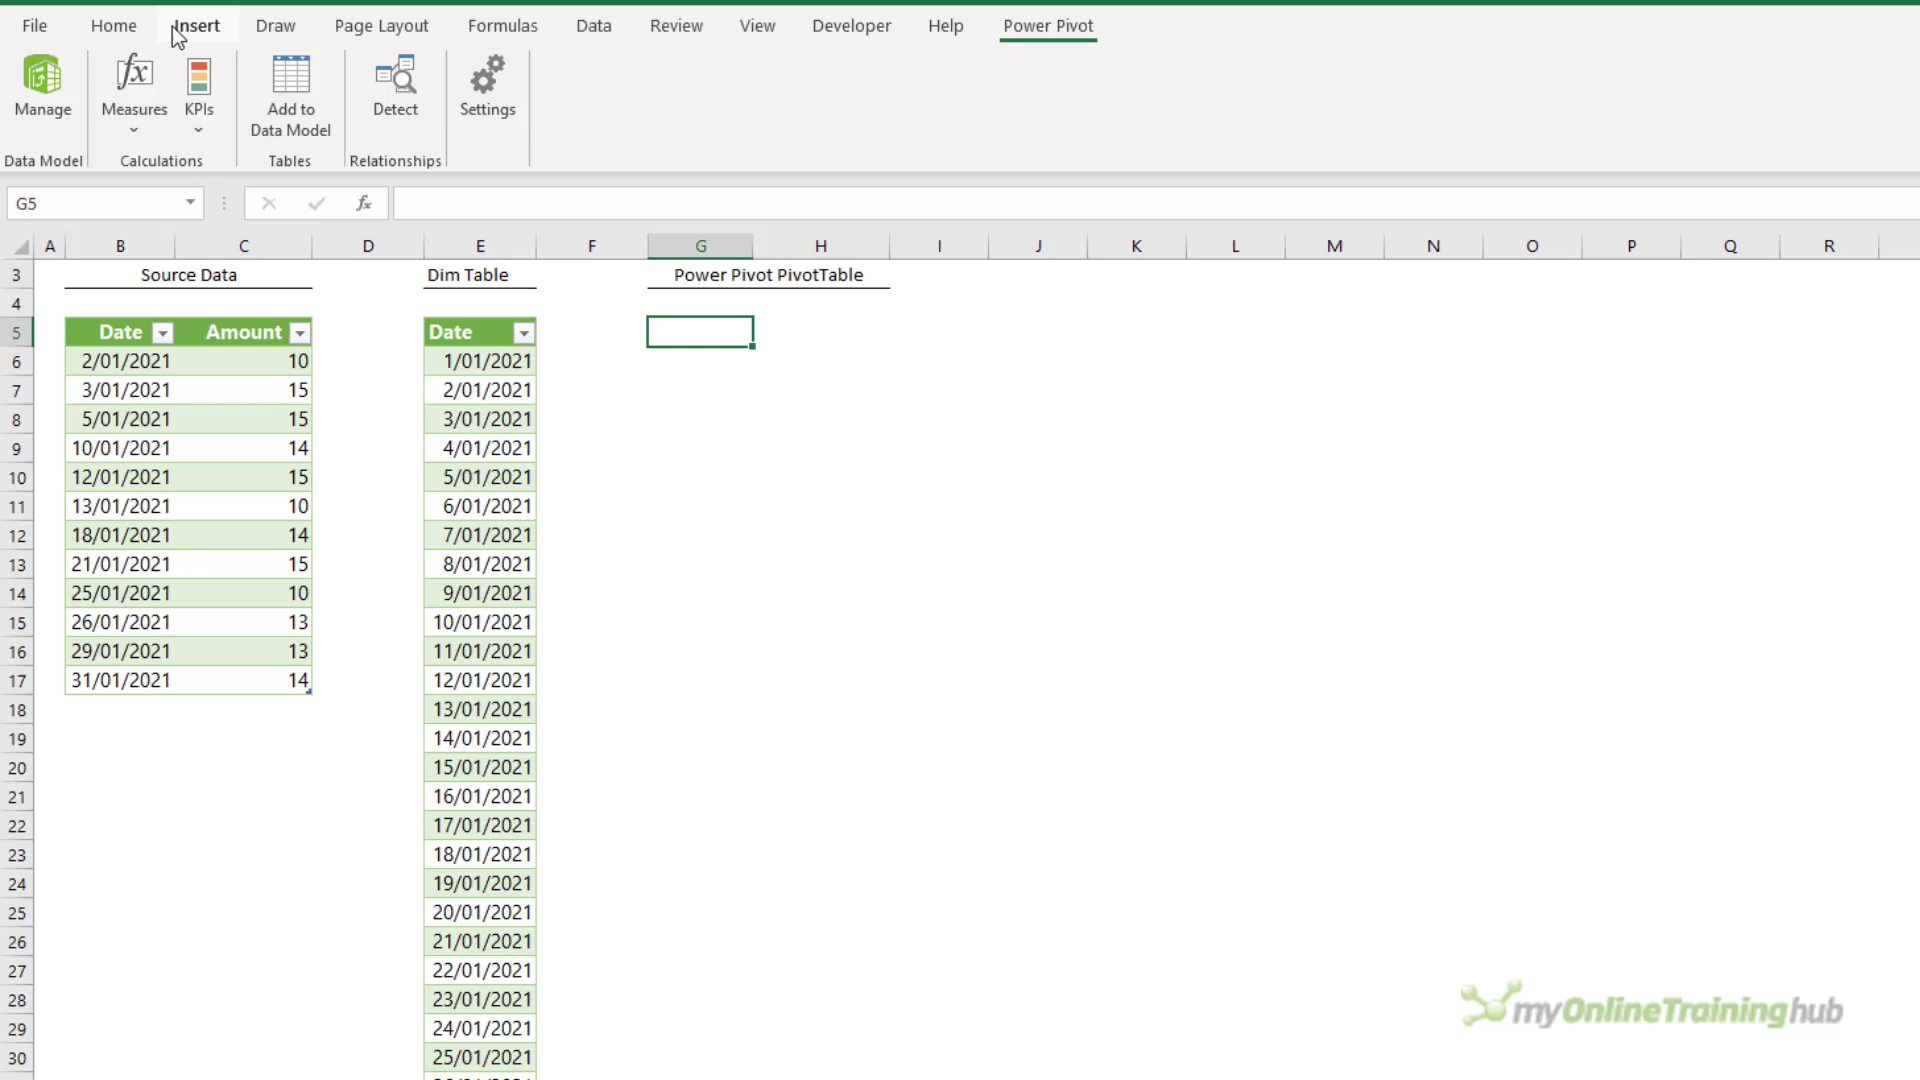 File Home Insert Draw Page Layout Formulas Data Review View Developer Help Power Pivot
Manage Measures KPIs Add to Data Model Detect Settings
Data Model Calculations Tables Relationships
G5 fx
A B C D E F G H I J K L M N O P Q R
3 Source Data Dim Table Power Pivot PivotTable
4
5 Date Amount Date
6 2/01/2021 10 1/01/2021
7 3/01/2021 15 2/01/2021
8 5/01/2021 15 3/01/2021
9 10/01/2021 14 4/01/2021
10 12/01/2021 15 5/01/2021
11 13/01/2021 10 6/01/2021
12 18/01/2021 14 7/01/2021
13 21/01/2021 15 8/01/2021
14 25/01/2021 10 9/01/2021
15 26/01/2021 13 10/01/2021
16 29/01/2021 13 11/01/2021
17 31/01/2021 14 12/01/2021
18 13/01/2021
19 14/01/2021
20 15/01/2021
21 16/01/2021
22 17/01/2021
23 18/01/2021
24 19/01/2021
25 20/01/2021
26 21/01/2021
27 22/01/2021
28 23/01/2021
29 24/01/2021
30 25/01/2021
myOnlineTraininghub